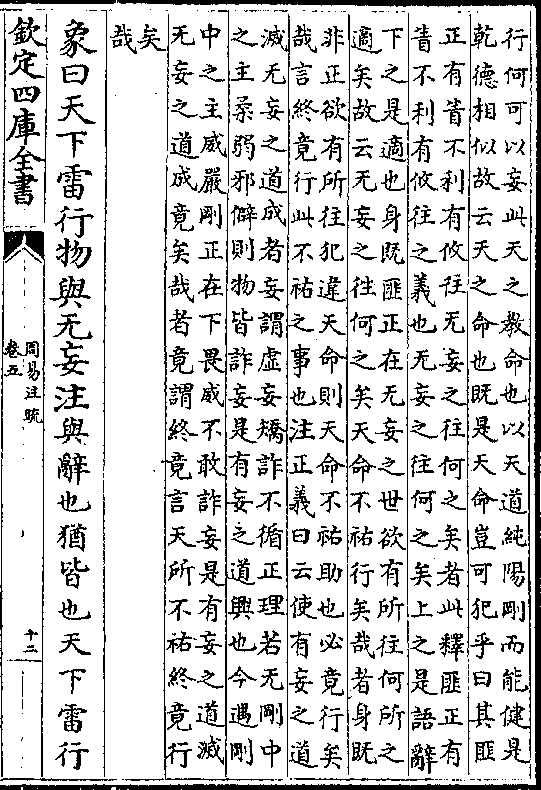 行何可以妄此天之教命也以天道純陽剛而能健是
乾德相似故云天之命也既是天命豈可犯乎曰其匪
正有眚不利有攸往无妄之往何之矣者此釋匪正有
眚不利有攸往之義也无妄之往何之矣上之是語辭
下之是適也身既匪正在无妄之世欲有所往何所之
適矣故云无妄之往何之矣天命不祐行矣哉者身既
非正欲有所往犯違天命則天命不祐助也必竟行矣
哉言終竟行此不祐之事也注正義曰云使有妄之道
滅无妄之道成者妄謂虛妄矯詐不循正理若无剛中
之主柔弱邪僻則物皆詐妄是有妄之道興也今遇剛
中之主威嚴剛正在下畏威不敢詐妄是有妄之道滅
无妄之道成竟矣哉者竟謂終竟言天所不祐終竟行
矣
哉
象曰天下雷行物與无妄注與辭也猶皆也天下雷行
欽定四庫全書
周易注疏
卷五
十二